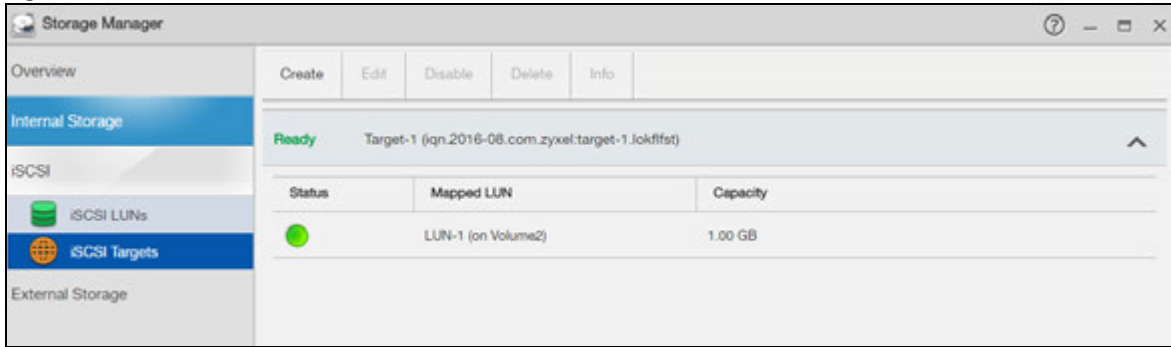 Storage Manager
Overview
Create Edit Disable Delete Info
Internal Storage
Ready Target-1 (iqn.2016-08.com.zyxel:target-1.lokflfst)
iSCSI
Status Mapped LUN Capacity
iSCSI LUNs
LUN-1 (on Volume2) 1.00 GB
iSCSI Targets
External Storage